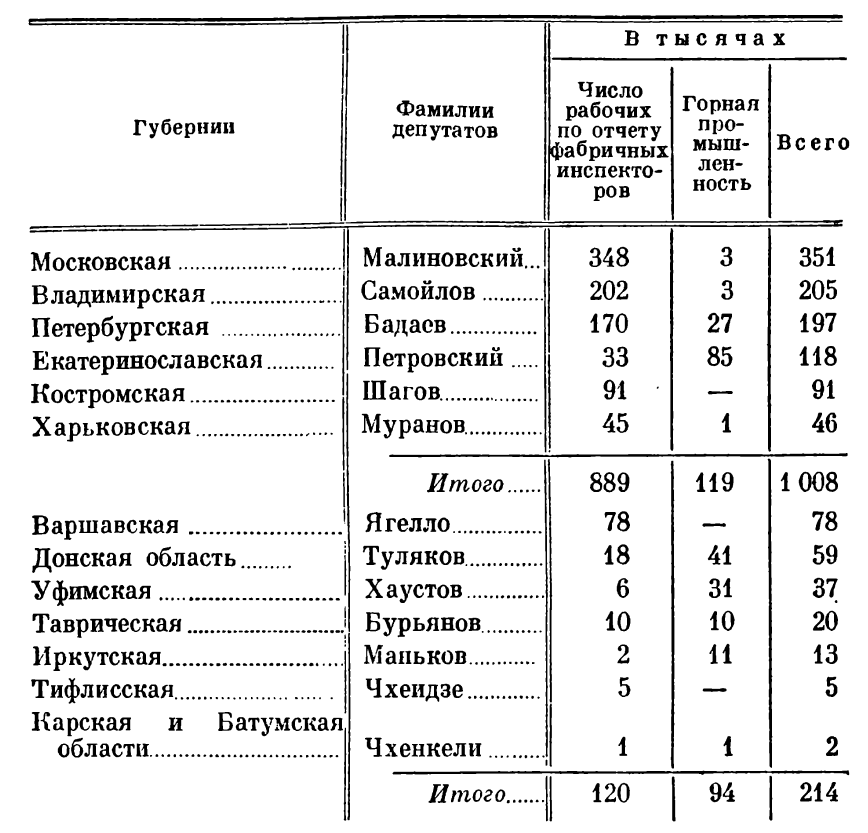 В тысячах
Губернии Фамилии депутатов Число рабочих по отчету фабричных инспекторов Горная промышленность Всего
Московская Малиновский 348 3 351
Владимирская Самойлов 202 3 205
Петербургская Бадаев 170 27 197
Екатеринославская Петровский 33 85 118
Костромская Шагов 91 — 91
Харьковская Муранов 45 1 46
Итого 889 119 1 008
Варшавская Ягелло 78 — 78
Донская область Туляков 18 41 59
Уфимская Хаустов 6 31 37
Таврическая Бурьянов 10 10 20
Иркутская Маньков 2 11 13
Тифлисская Чхеидзе 5 — 5
Карская и Батумская
области Чхенкели 1 1 2
Итого 120 94 214